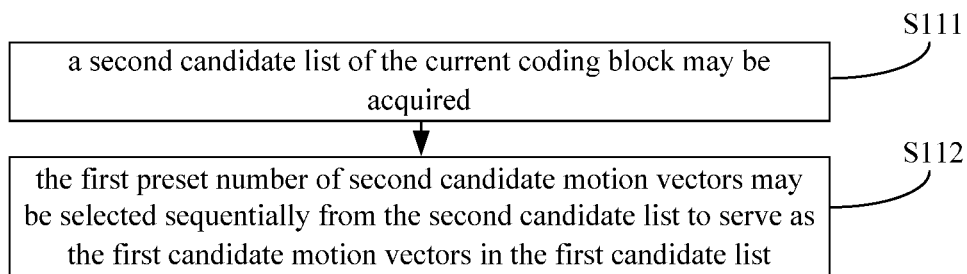 S111
a second candidate list of the current coding block may be
acquired
S112
the first preset number of second candidate motion vectors may
be selected sequentially from the second candidate list to serve as
the first candidate motion vectors in the first candidate list